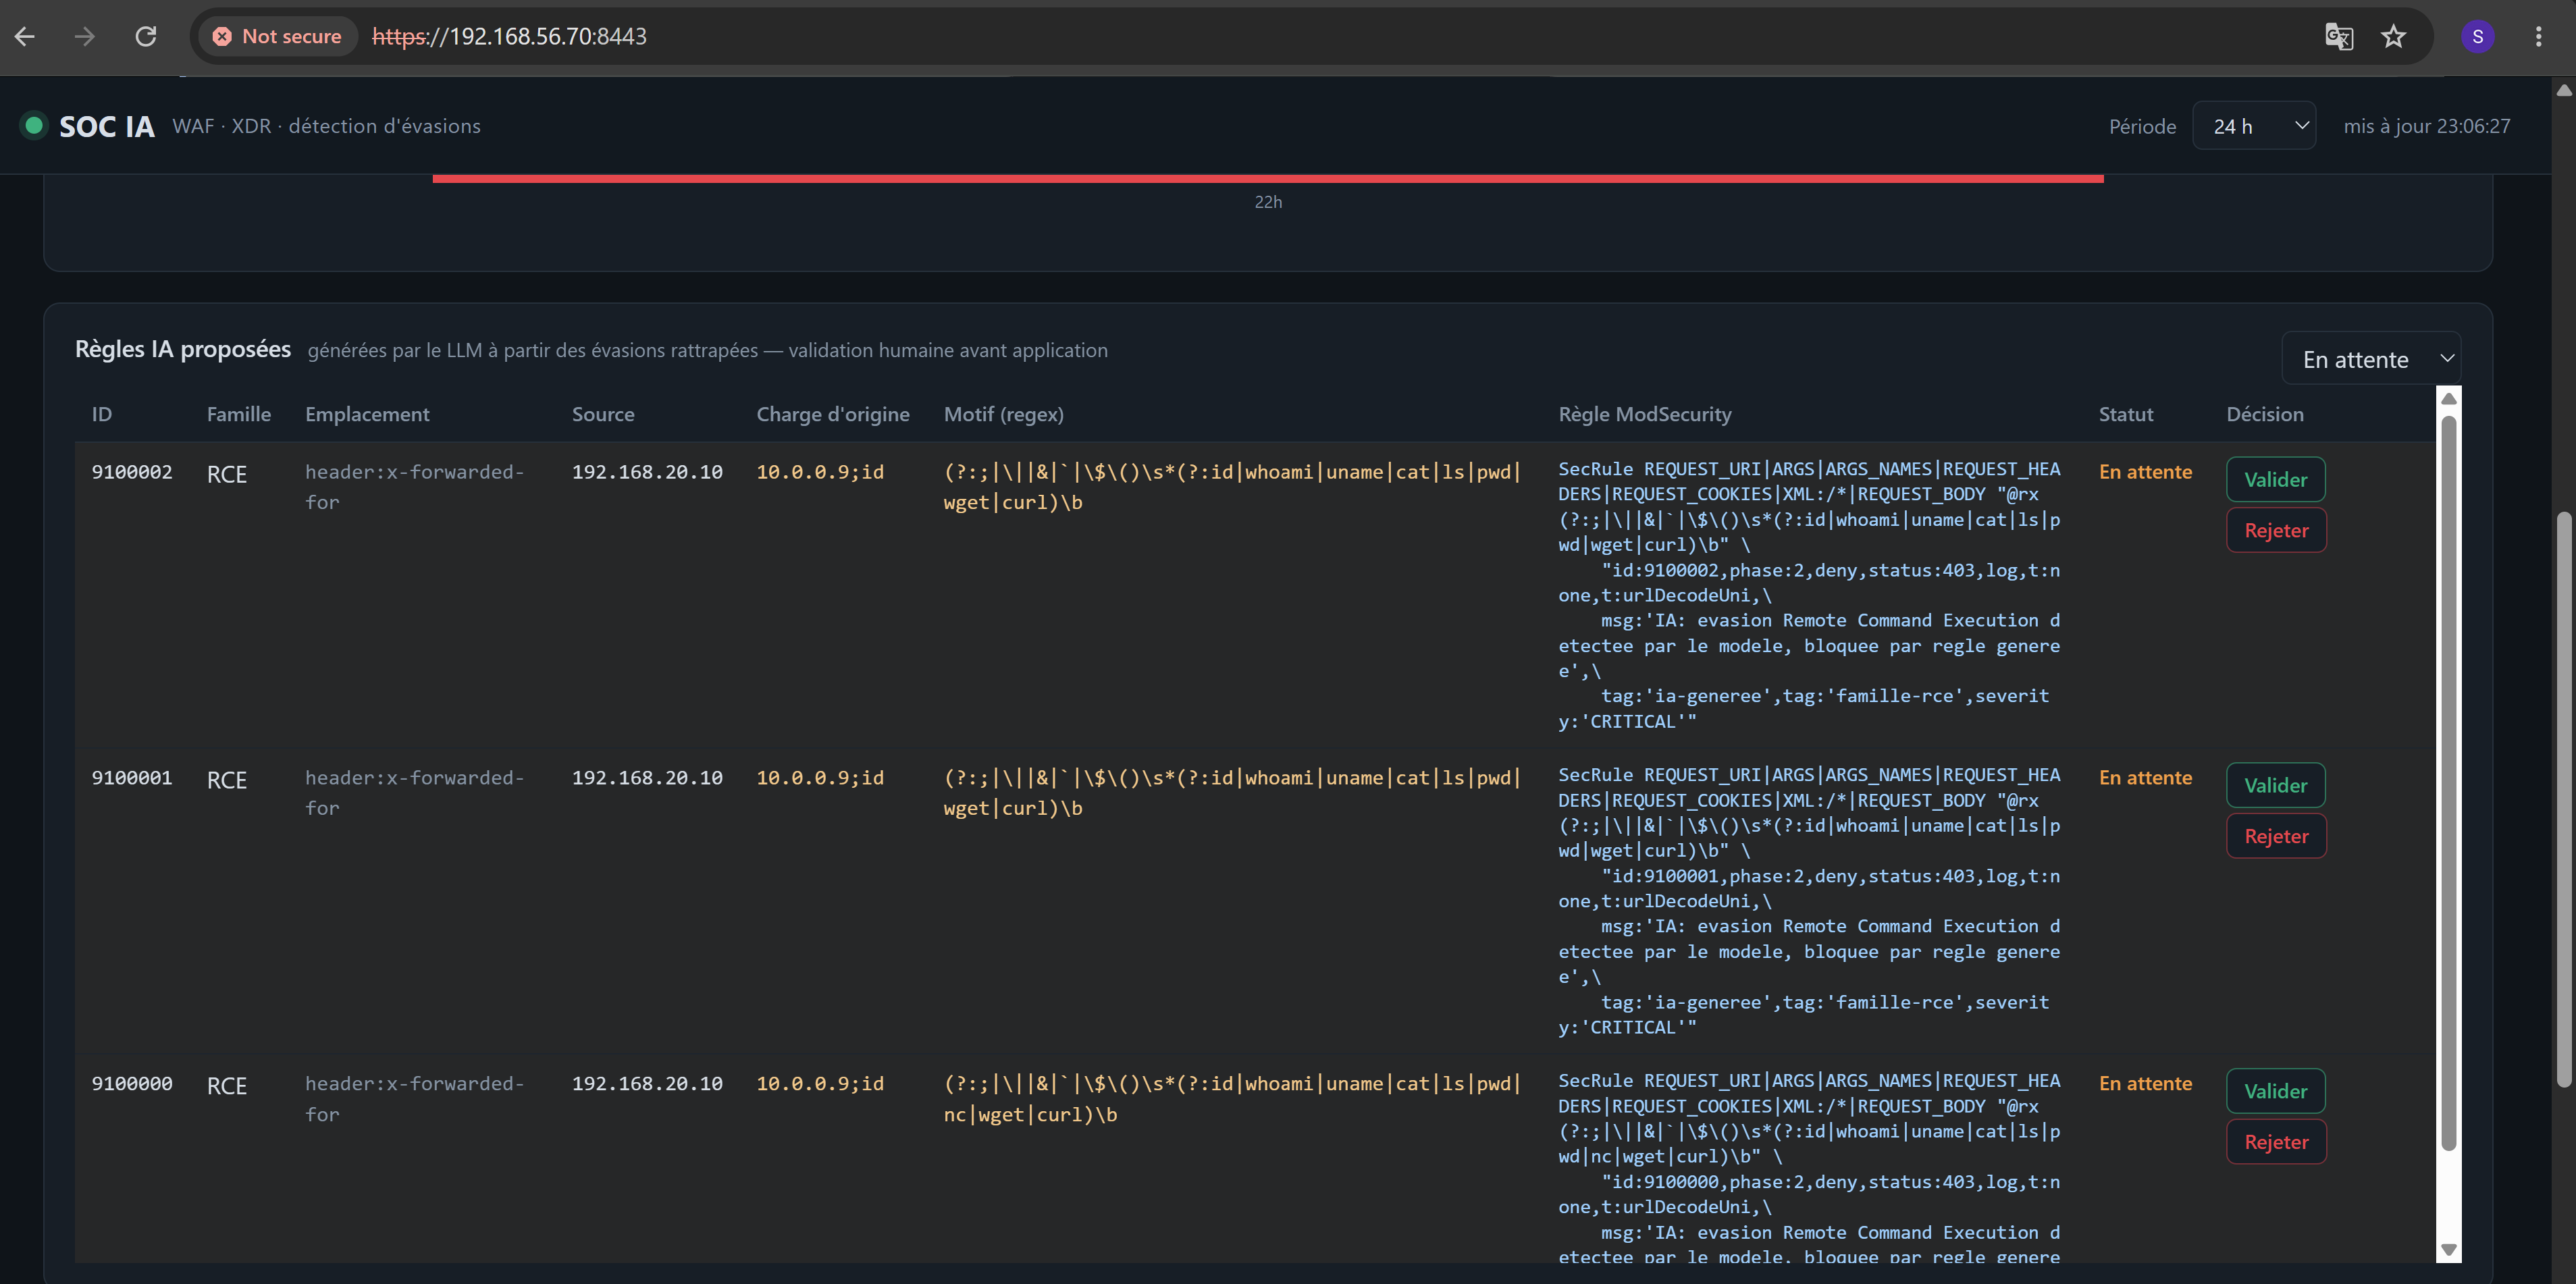 Not secure https://192.168.56.70:8443 S
SOC IA WAF · XDR · détection d'évasions Période 24 h mis à jour 23:06:27
22h
Règles IA proposées générées par le LLM à partir des évasions rattrapées — validation humaine avant application En attente
ID Famille Emplacement Source Charge d'origine Motif (regex) Règle ModSecurity Statut Décision
9100002 RCE header:x-forwarded-
for
192.168.20.10 10.0.0.9;id (?:;|\||&|`|\$\()\s*(?:id|whoami|uname|cat|ls|pwd|
wget|curl)\b
SecRule REQUEST_URI|ARGS|ARGS_NAMES|REQUEST_HEA
DERS|REQUEST_COOKIES|XML:/*|REQUEST_BODY "@rx
(?:;|\||&|`|\$\()\s*(?:id|whoami|uname|cat|ls|p
wd|wget|curl)\b" \
"id:9100002,phase:2,deny,status:403,log,t:n
one,t:urlDecodeUni,\
msg:'IA: evasion Remote Command Execution d
etectee par le modele, bloquee par regle genere
e',\
tag:'ia-generee',tag:'famille-rce',severit
y:'CRITICAL'"
En attente
Valider
Rejeter
9100001 RCE header:x-forwarded-
for
192.168.20.10 10.0.0.9;id (?:;|\||&|`|\$\()\s*(?:id|whoami|uname|cat|ls|pwd|
wget|curl)\b
SecRule REQUEST_URI|ARGS|ARGS_NAMES|REQUEST_HEA
DERS|REQUEST_COOKIES|XML:/*|REQUEST_BODY "@rx
(?:;|\||&|`|\$\()\s*(?:id|whoami|uname|cat|ls|p
wd|wget|curl)\b" \
"id:9100001,phase:2,deny,status:403,log,t:n
one,t:urlDecodeUni,\
msg:'IA: evasion Remote Command Execution d
etectee par le modele, bloquee par regle genere
e',\
tag:'ia-generee',tag:'famille-rce',severit
y:'CRITICAL'"
En attente
Valider
Rejeter
9100000 RCE header:x-forwarded-
for
192.168.20.10 10.0.0.9;id (?:;|\||&|`|\$\()\s*(?:id|whoami|uname|cat|ls|pwd|
nc|wget|curl)\b
SecRule REQUEST_URI|ARGS|ARGS_NAMES|REQUEST_HEA
DERS|REQUEST_COOKIES|XML:/*|REQUEST_BODY "@rx
(?:;|\||&|`|\$\()\s*(?:id|whoami|uname|cat|ls|p
wd|nc|wget|curl)\b" \
"id:9100000,phase:2,deny,status:403,log,t:n
one,t:urlDecodeUni,\
msg:'IA: evasion Remote Command Execution d
etectee par le modele, bloquee par regle genere
En attente
Valider
Rejeter